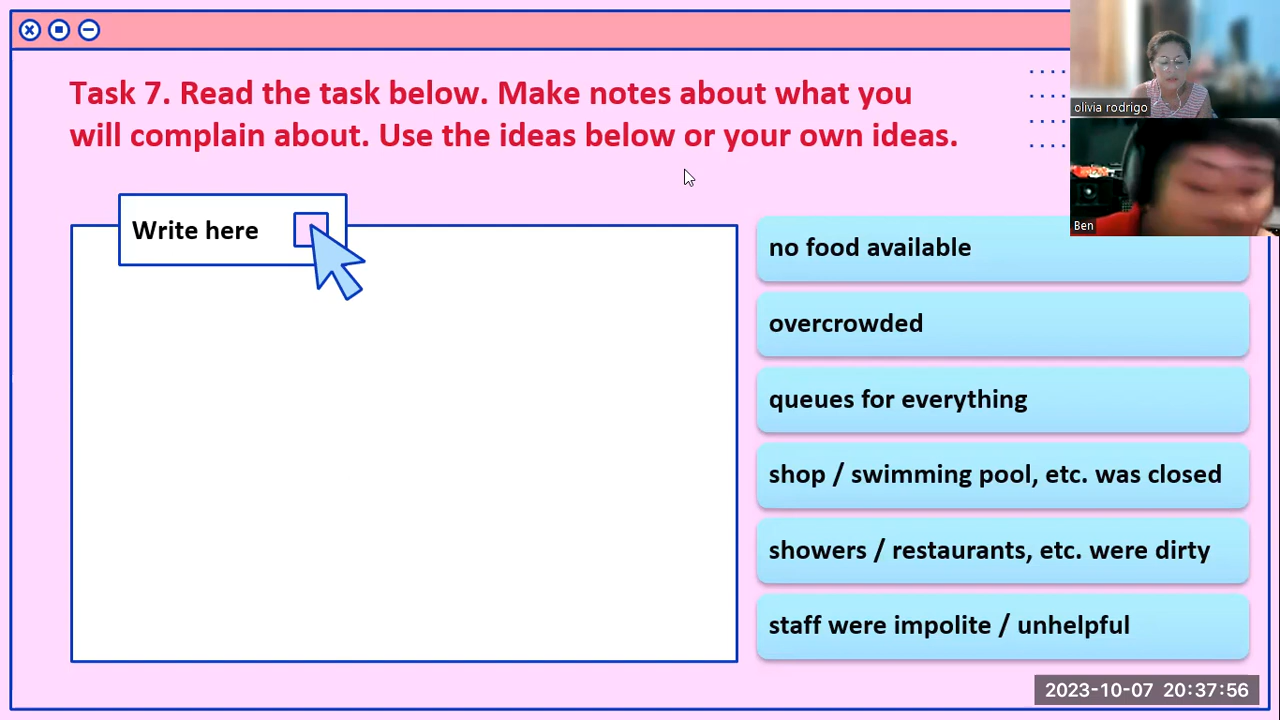 Task 7. Read the task below. Make notes about what you
will complain about. Use the ideas below or your own ideas.
olivia rodrigo
Ben
Write here
no food available
overcrowded
queues for everything
shop / swimming pool, etc. was closed
showers / restaurants, etc. were dirty
staff were impolite / unhelpful
2023-10-07 20:37:56